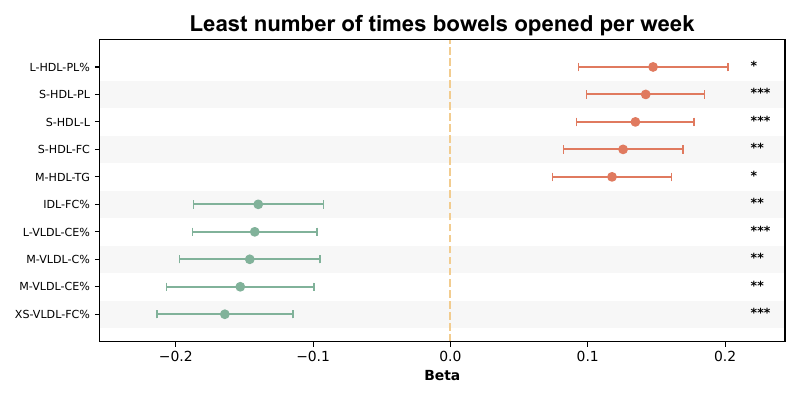 Least number of times bowels opened per week
L-HDL-PL% *
S-HDL-PL ***
S-HDL-L ***
S-HDL-FC **
M-HDL-TG *
IDL-FC% **
L-VLDL-CE% ***
M-VLDL-C% **
M-VLDL-CE% **
XS-VLDL-FC% ***
−0.2 −0.1 0.0 0.1 0.2
Beta